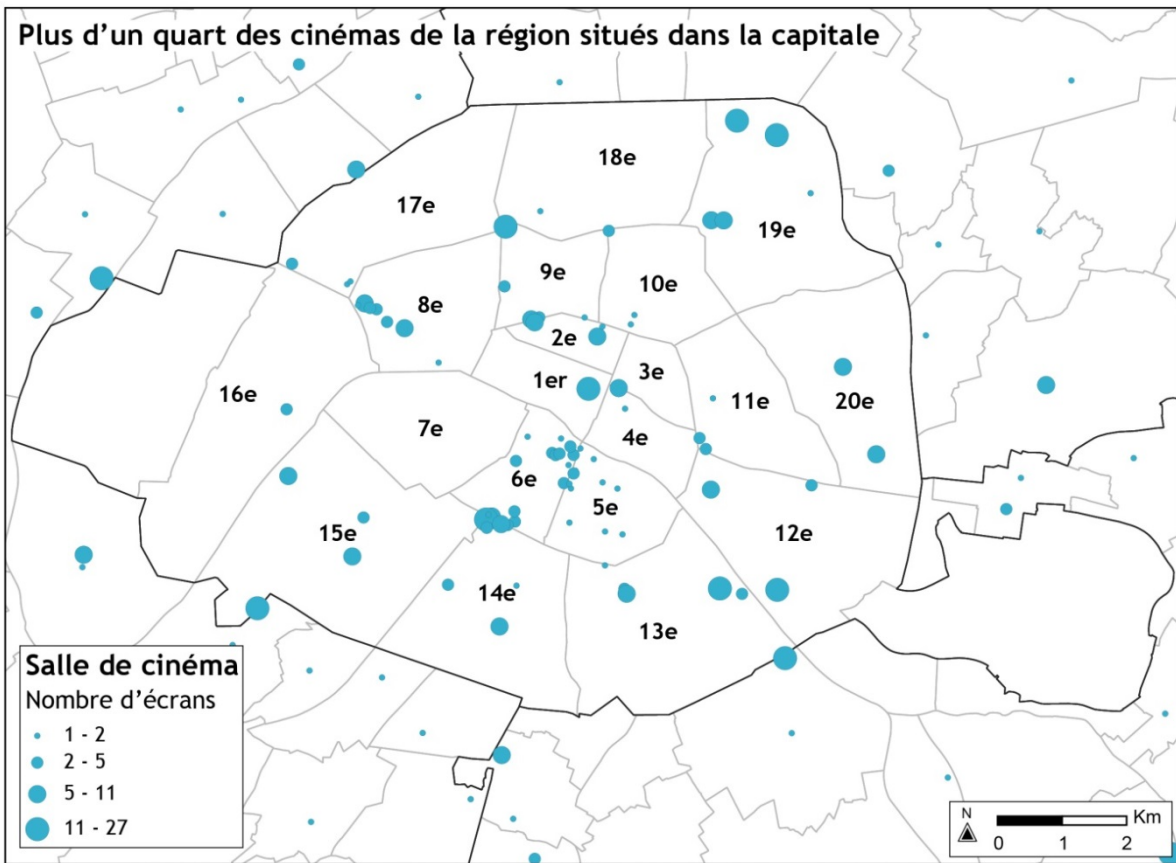 Plus d’un quart des cinémas de la région situés dans la capitale
18e
17e
19e
9e
10e
8e
2e
3e
1er
16e
11e
20e
7e
4e
6e
5e
15e
12e
14e
13e
Salle de cinéma
Nombre d’écrans
1 - 2
2 - 5
5 - 11
11 - 27
N
Km
0 1 2